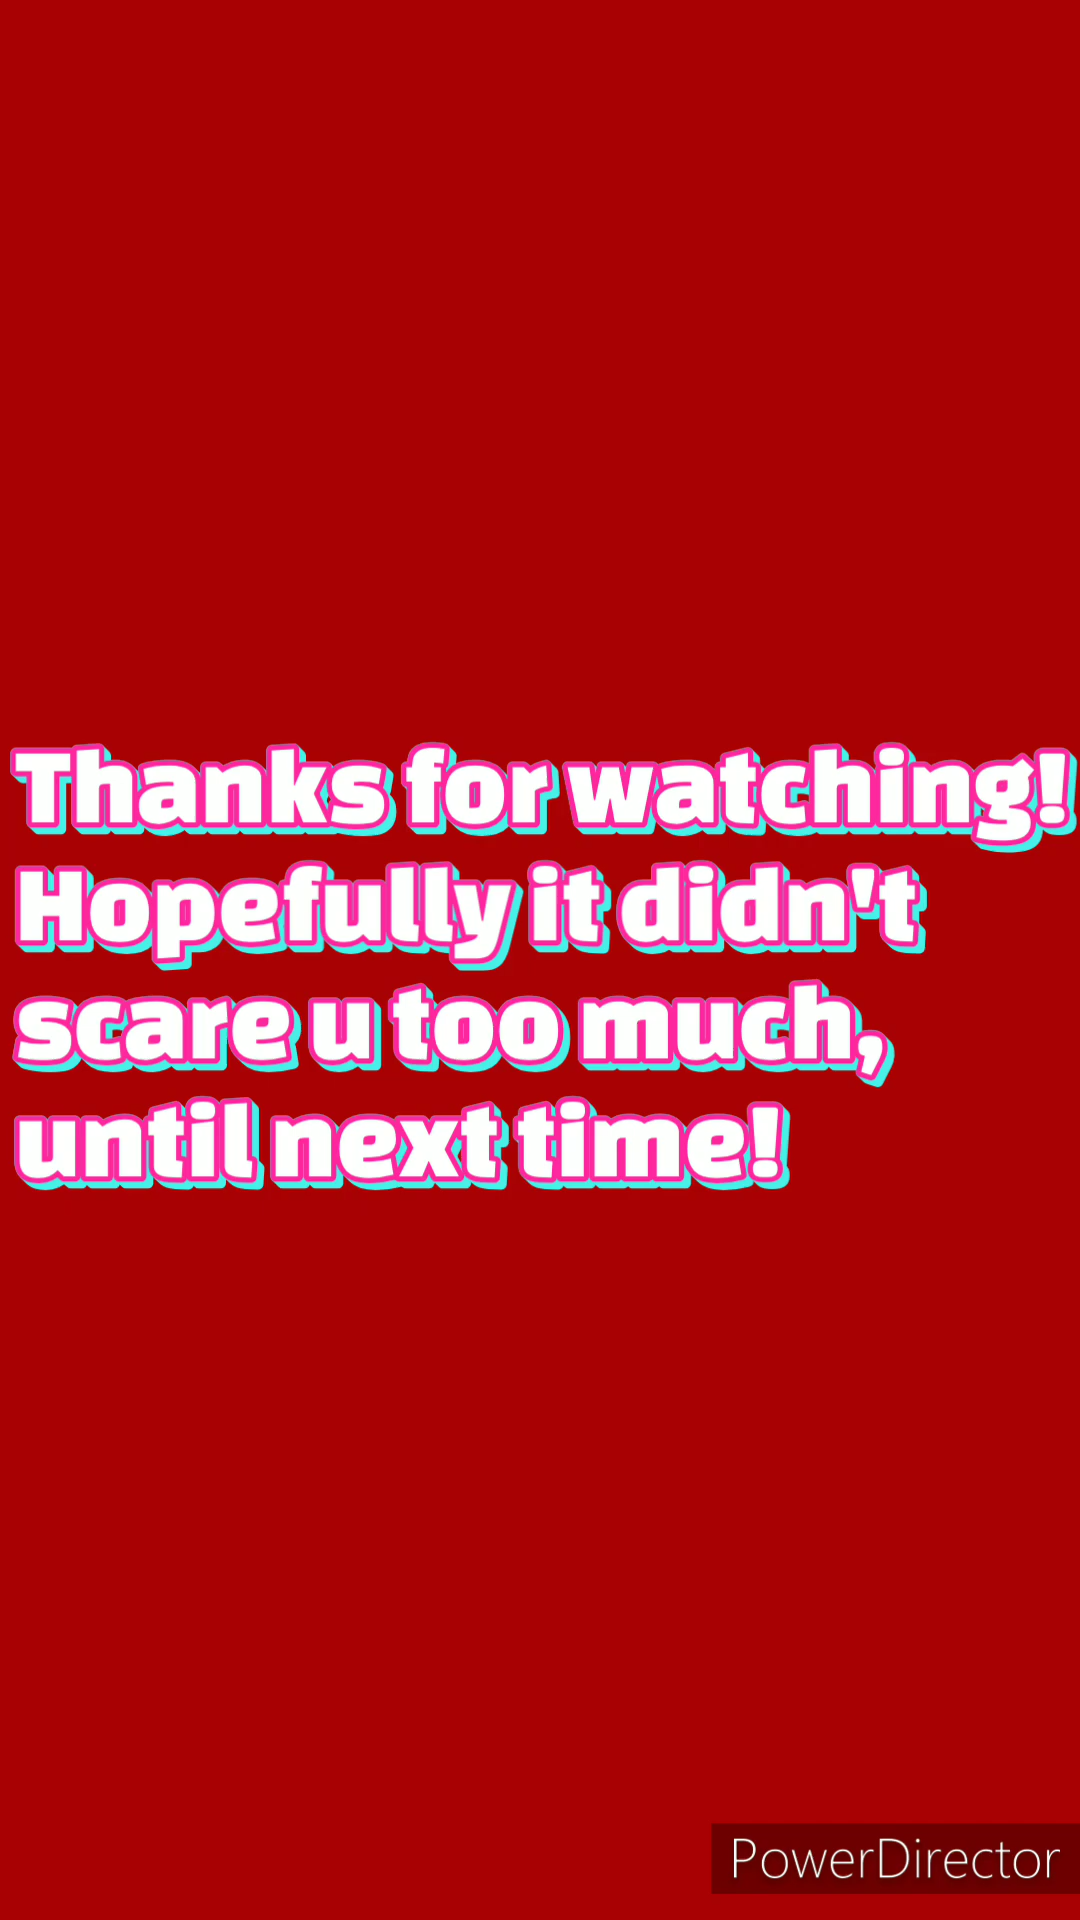 Thanks for watching!
Hopefully it didn't
scare u too much,
until next time!
PowerDirector